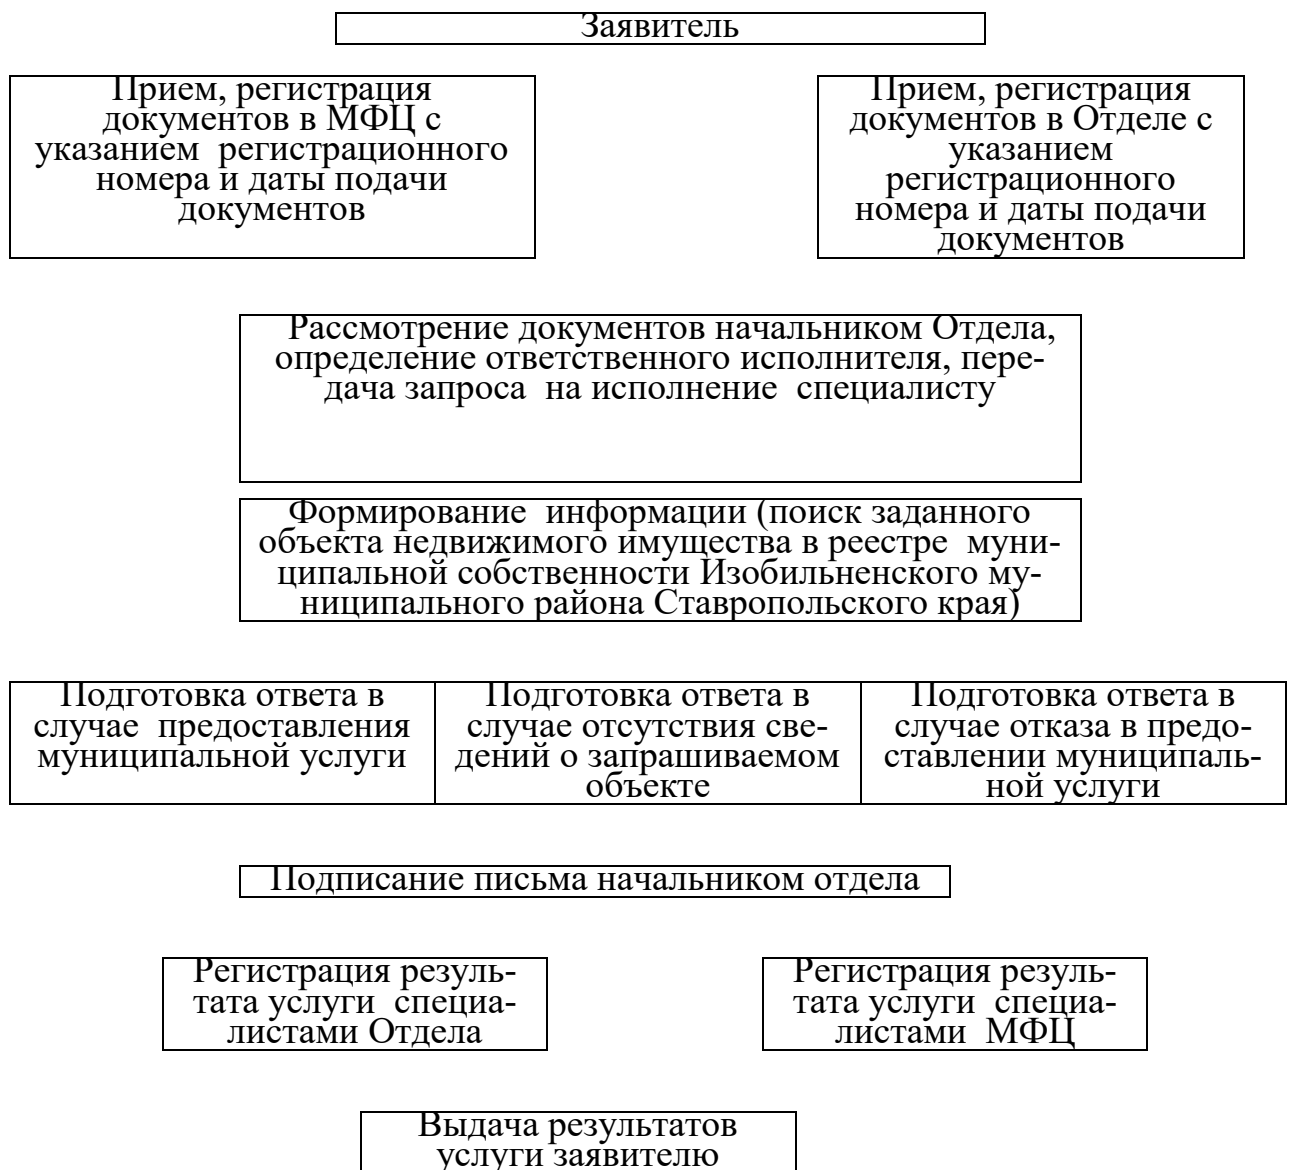 Заявитель
Прием, регистрация
документов в МФЦ с
указанием  регистрационного
номера и даты подачи
документов
Прием, регистрация
документов в Отделе с
указанием
регистрационного
номера и даты подачи
документов
Рассмотрение документов начальником Отдела,
определение ответственного исполнителя, пере-
дача запроса  на исполнение  специалисту
Формирование  информации (поиск заданного
объекта недвижимого имущества в реестре  муни-
ципальной собственности Изобильненского му-
ниципального района Ставропольского края)
Подготовка ответа в
случае  предоставления
муниципальной услуги
Подготовка ответа в
случае отсутствия све-
дений о запрашиваемом
объекте
Подготовка ответа в
случае отказа в предо-
ставлении муниципаль-
ной услуги
Подписание письма начальником отдела
Регистрация резуль-
тата услуги  специа-
листами Отдела
Регистрация резуль-
тата услуги  специа-
листами  МФЦ
Выдача результатов
услуги заявителю